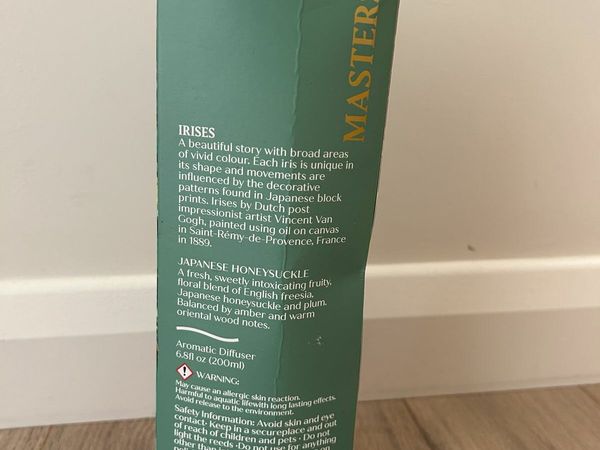 IRISES
A beautiful story with broad areas
of vivid colour. Each iris is unique in
its shape and movements are
influenced by the decorative
patterns found in Japanese block
prints. Irises by Dutch post
impressionist artist Vincent Van
Gogh, painted using oil on canvas
in Saint-Rémy-de-Provence, France
in 1889.
JAPANESE HONEYSUCKLE
A fresh, sweetly intoxicating fruity,
floral blend of English freesia,
Japanese honeysuckle and plum.
Balanced by amber and warm
oriental wood notes.
Aromatic Diffuser
6.8fl oz (200ml)
WARNING:
May cause an allergic skin reaction.
Harmful to aquatic lifewith long lasting effects.
Avoid release to the environment.
Safety Information: Avoid skin and eye
contact· Keep in a secureplace and out
of reach of children and pets · Do not
light the reeds ·Do not use for anything
other than